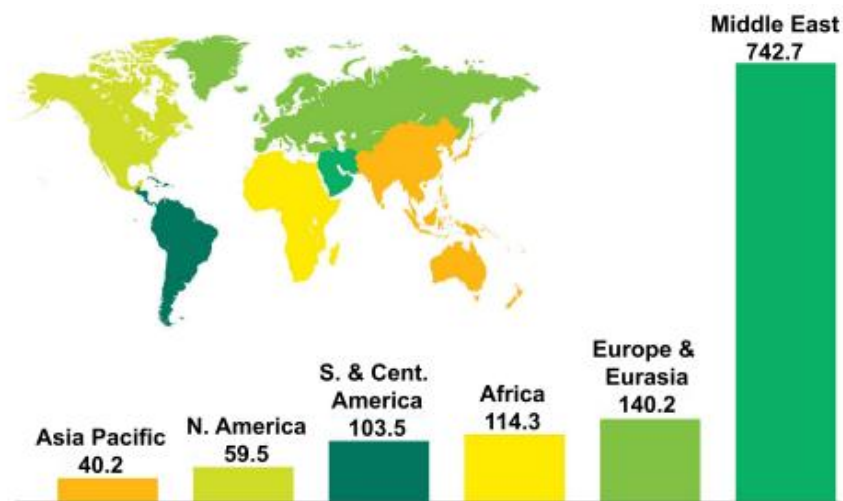 Asia Pacific
40.2
N. America
59.5
S. & Cent.
America
103.5
Africa
114.3
Europe &
Eurasia
140.2
Middle East
742.7